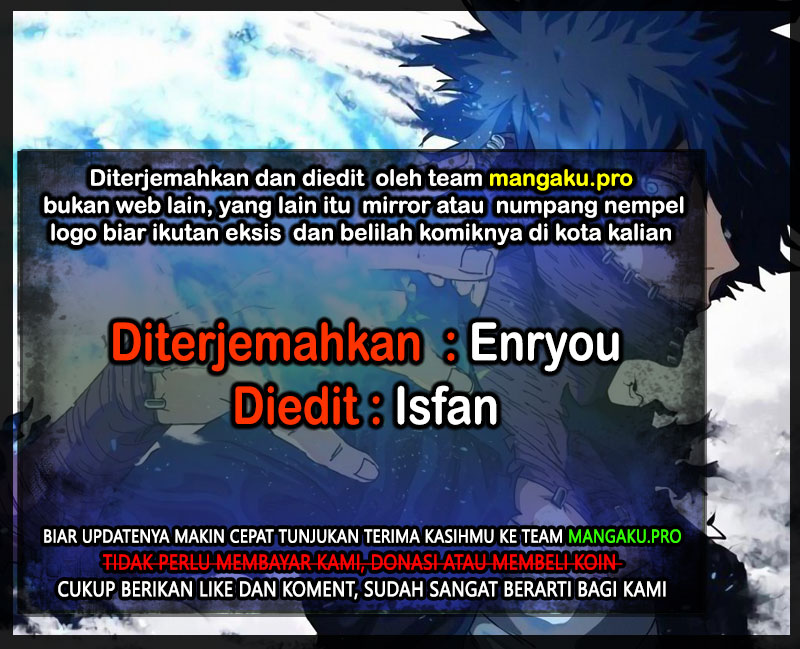 Diterjemahkan dan diedit oleh team mangaku.pro
bukan web lain, yang lain itu mirror atau numpang nempel
logo biar ikutan eksis dan belilah komiknya di kota kalian
Diterjemahkan : Enryou
Diedit : Isfan
BIAR UPDATENYA MAKIN CEPAT TUNJUKAN TERIMA KASIHMU KE TEAM MANGAKU.PRO
TIDAK PERLU MEMBAYAR KAMI, DONASI ATAU MEMBELI KOIN
CUKUP BERIKAN LIKE DAN KOMENT, SUDAH SANGAT BERARTI BAGI KAMI